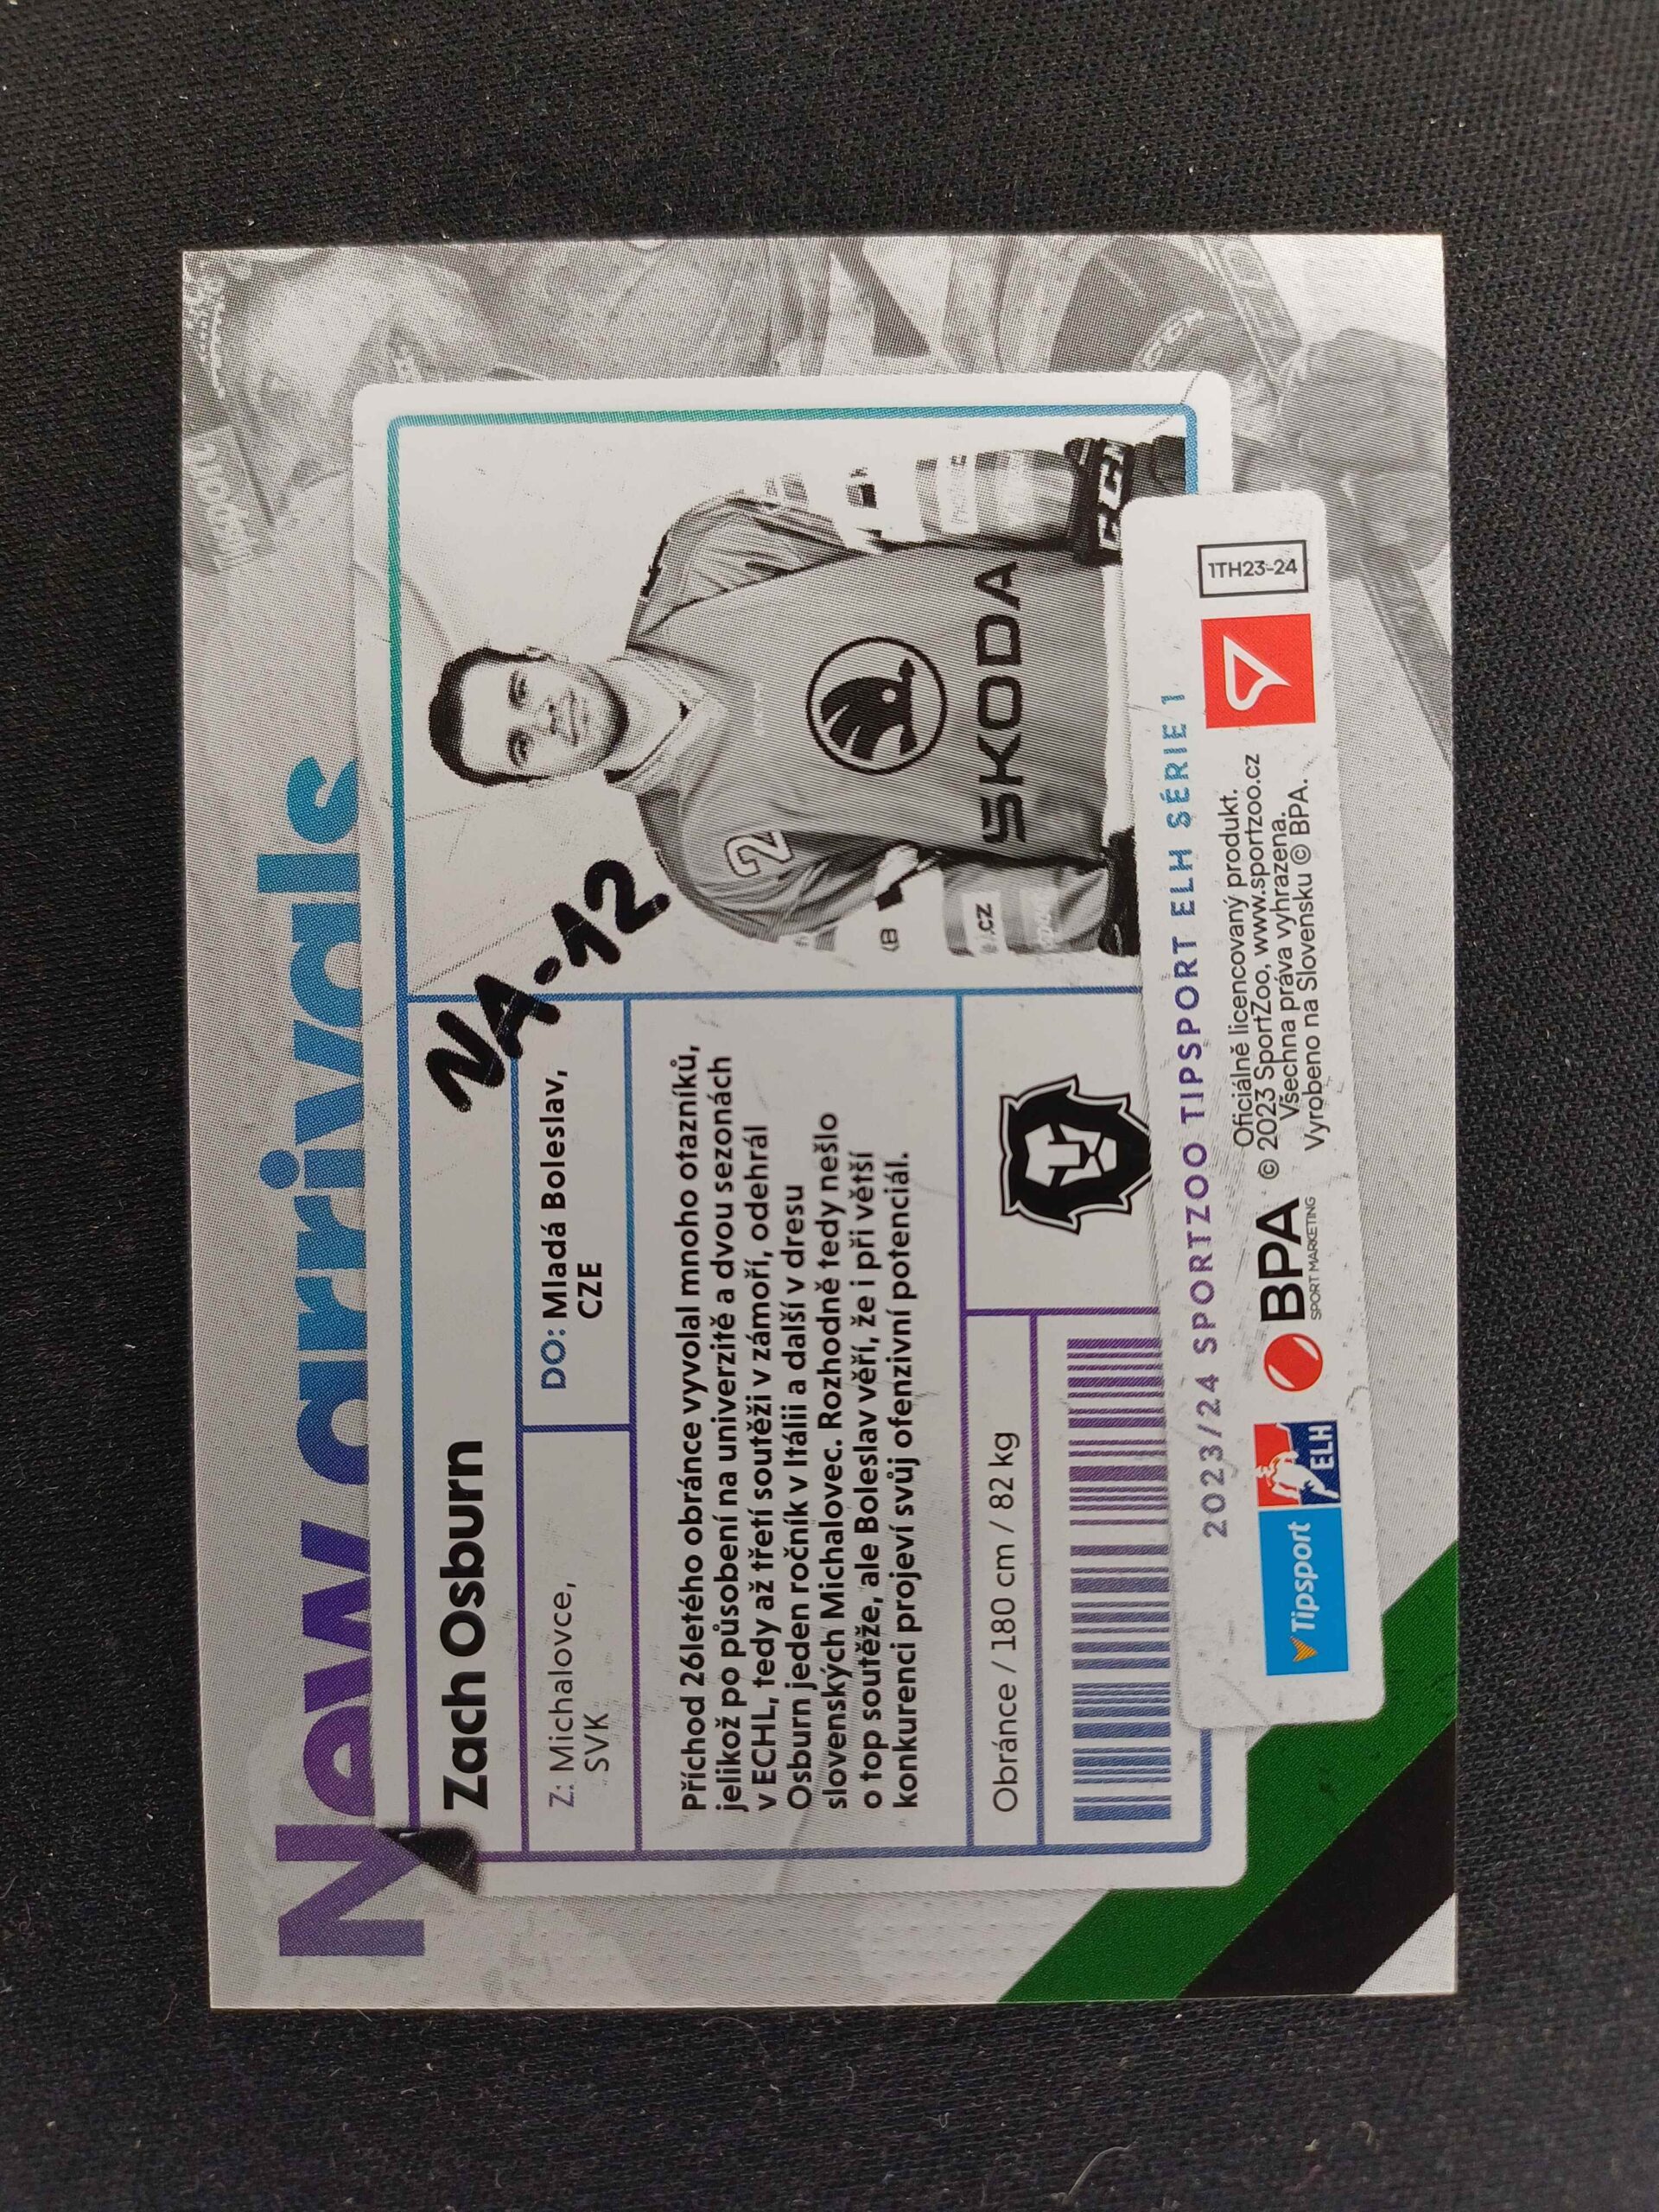 New arrivals
Zach Osburn
NA-12
Z: Michalovce,
SVK
DO: Mladá Boleslav,
CZE
Příchod 26letého obránce vyvolal mnoho otazníků,
jelikož po působení na univerzitě a dvou sezonách
v ECHL, tedy až třetí soutěži v zámoří, odehrál
Osburn jeden ročník v Itálii a další v dresu
slovenských Michalovec. Rozhodně tedy nešlo
o top soutěže, ale Boleslav věří, že i při větší
konkurenci projeví svůj ofenzivní potenciál.
Obránce / 180 cm / 82 kg
2
ŠKODA
.CZ
CCM
2023/24 SPORTZOO TIPSPORT ELH SÉRIE 1
Tipsport
ELH
BPA
SPORT MARKETING
Oficiálně licencovaný produkt.
© 2023 SportZoo, www.sportzoo.cz
Všechna práva vyhrazena.
Vyrobeno na Slovensku © BPA.
1TH23-24